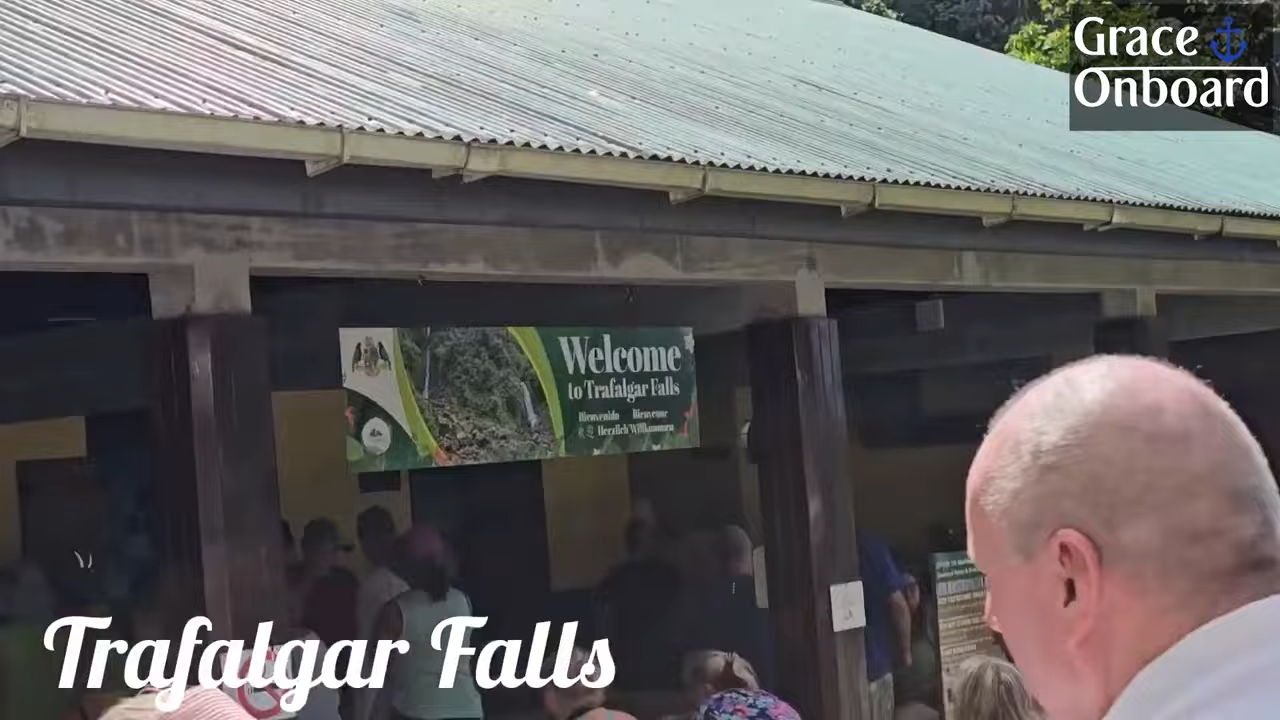 Grace
Onboard
Welcome
to Trafalgar Falls
Bienvenido Bienvenue
Herzlich Willkommen
Trafalgar Falls